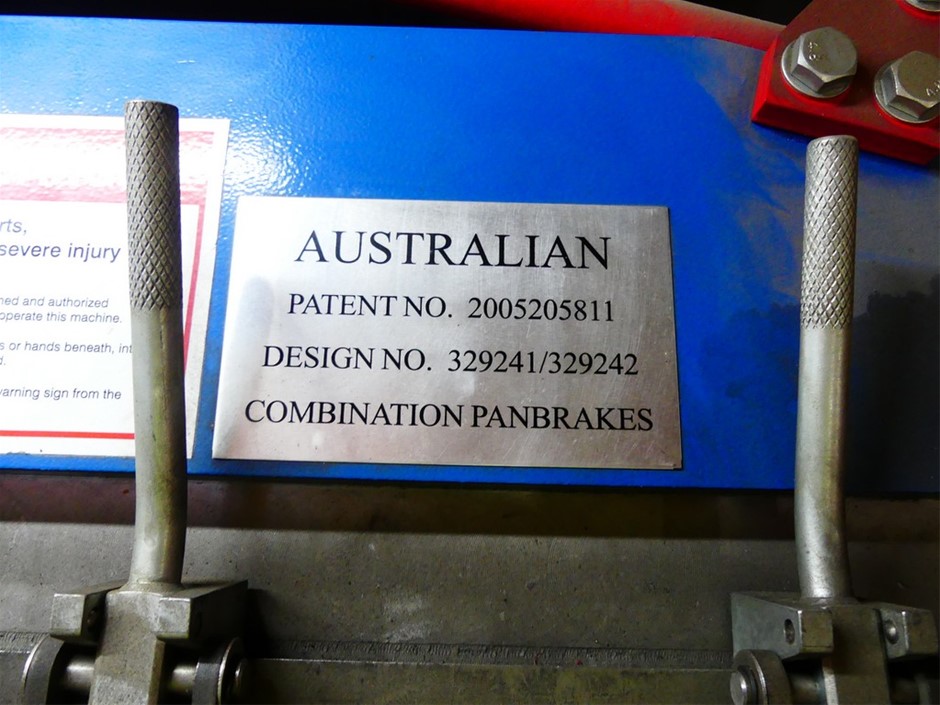 rts,
severe injury
ned and authorized
operate this machine.
s or hands beneath, int
d.
varning sign from the
AUSTRALIAN
PATENT NO. 2005205811
DESIGN NO. 329241/329242
COMBINATION PANBRAKES